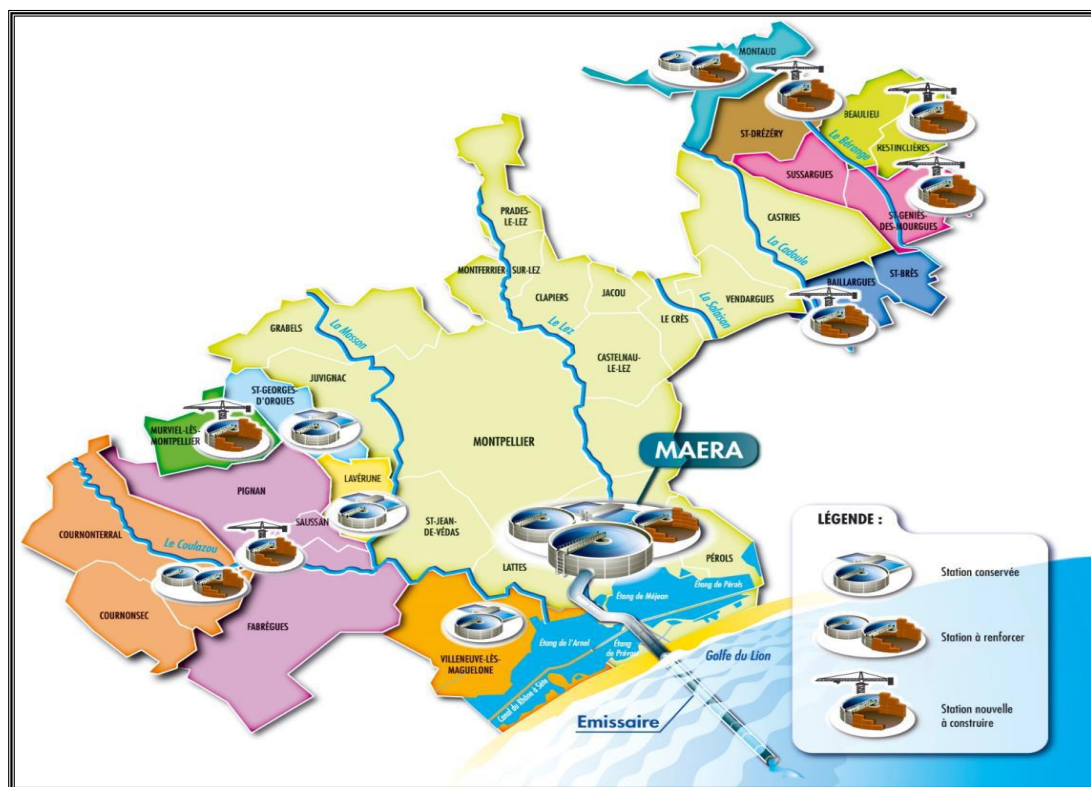 MONTAUD
ST-DRÉZÉRY
BEAULIEU
RESTINCLIÈRES
Le Bérange
SUSSARGUES
ST-GENIÈS-
DES-MOURGUES
CASTRIES
La Cadoule
ST-BRÈS
BAILLARGUES
VENDARGUES
La Salaison
PRADES-
LE-LEZ
MONTFERRIER
SUR-LEZ
CLAPIERS
JACOU
LE CRÈS
Le Lez
CASTELNAU-
LE-LEZ
GRABELS
La Mosson
JUVIGNAC
ST-GEORGES-
D'ORQUES
MURVIEL-LÈS-
MONTPELLIER
MONTPELLIER
MAERA
LAVÉRUNE
PIGNAN
SAUSSAN
COURNONTERRAL
Le Coulazou
COURNONSEC
FABRÈGUES
ST-JEAN-
DE-VÉDAS
LATTES
PÉROLS
Étang de Pérols
Étang de Méjean
Étang de l'Arnel
Étang
de Prévost
VILLENEUVE-LÈS-
MAGUELONE
Canal du Rhône à Sète
Golfe du Lion
Emissaire
LÉGENDE :
Station conservée
Station à renforcer
Station nouvelle
à construire